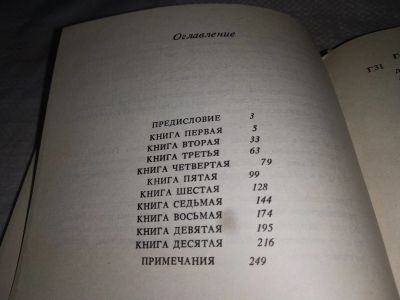 Оглавление
ПРЕДИСЛОВИЕ 3
КНИГА ПЕРВАЯ 5
КНИГА ВТОРАЯ 33
КНИГА ТРЕТЬЯ 63
КНИГА ЧЕТВЕРТАЯ 79
КНИГА ПЯТАЯ 99
КНИГА ШЕСТАЯ 128
КНИГА СЕДЬМАЯ 144
КНИГА ВОСЬМАЯ 174
КНИГА ДЕВЯТАЯ 195
КНИГА ДЕСЯТАЯ 216
ПРИМЕЧАНИЯ 249
Г31